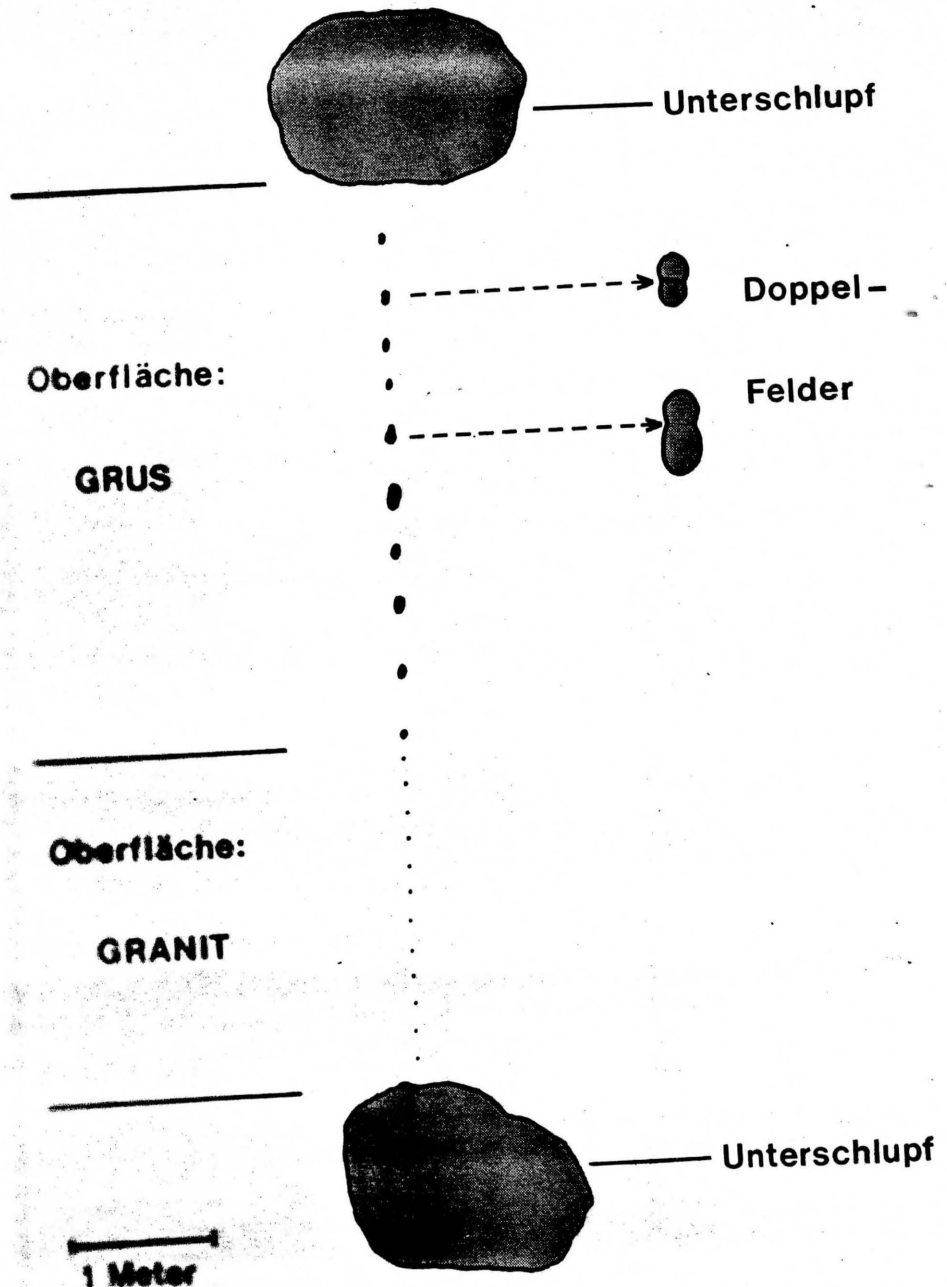 Unterschlupf
Doppel-
Felder
Oberfläche:
GRUS
Oberfläche:
GRANIT
Unterschlupf
1 Meter